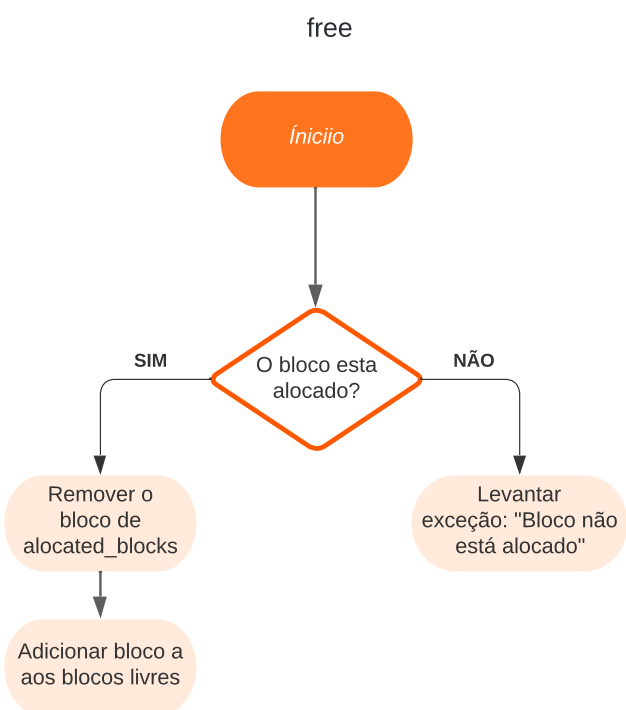 free
Íniciio
O bloco esta
alocado?
SIM
NÃO
Remover o
bloco de
alocated_blocks
Levantar
exceção: "Bloco não
está alocado"
Adicionar bloco a
aos blocos livres